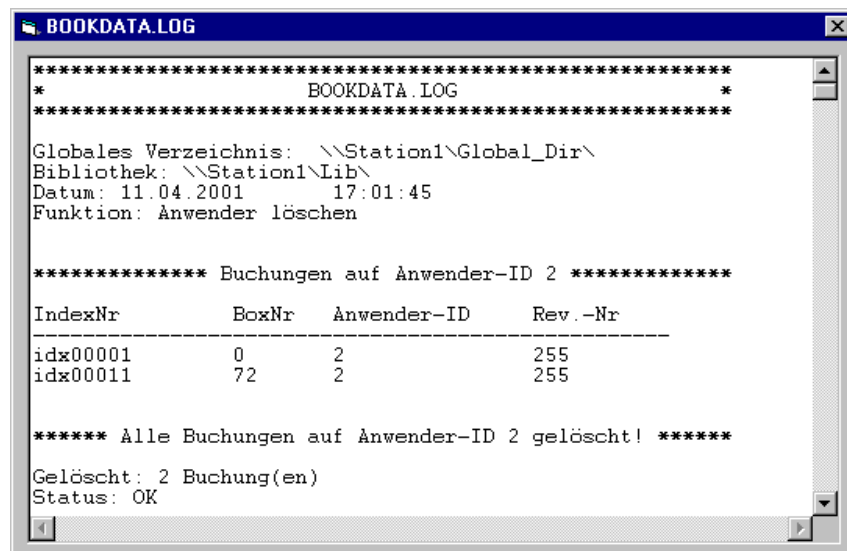 BOOKDATA.LOG
*********************************************************
* BOOKDATA.LOG *
*********************************************************
Globales Verzeichnis: \\Station1\Global_Dir\
Bibliothek: \\Station1\Lib\
Datum: 11.04.2001 17:01:45
Funktion: Anwender löschen
************** Buchungen auf Anwender-ID 2 *************
IndexNr BoxNr Anwender-ID Rev.-Nr
---------------------------------------------------
idx00001 0 2 255
idx00011 72 2 255
****** Alle Buchungen auf Anwender-ID 2 gelöscht! ******
Gelöscht: 2 Buchung(en)
Status: OK